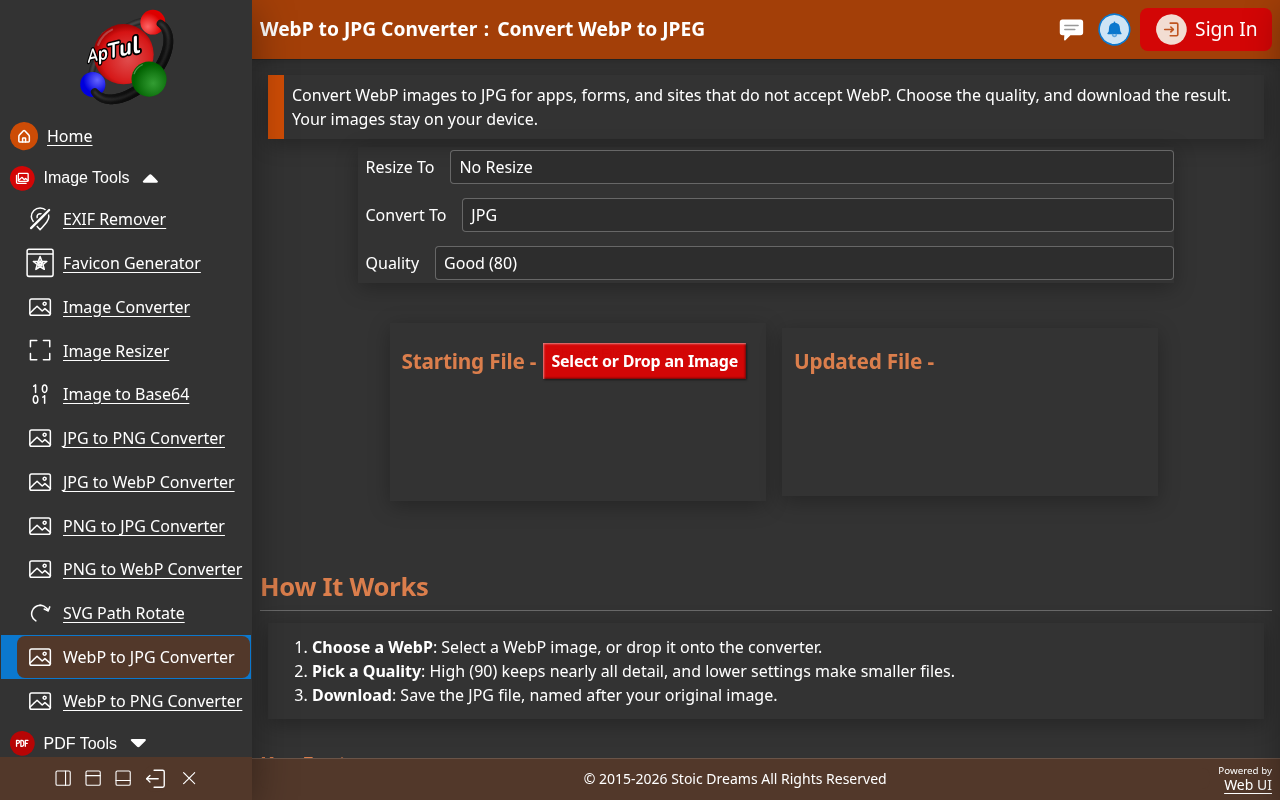 ApTul
WebP to JPG Converter : Convert WebP to JPEG
Sign In
Home
Image Tools
EXIF Remover
Favicon Generator
Image Converter
Image Resizer
Image to Base64
JPG to PNG Converter
JPG to WebP Converter
PNG to JPG Converter
PNG to WebP Converter
SVG Path Rotate
WebP to JPG Converter
WebP to PNG Converter
PDF
PDF Tools
Convert WebP images to JPG for apps, forms, and sites that do not accept WebP. Choose the quality, and download the result.
Your images stay on your device.
Resize To No Resize
Convert To JPG
Quality Good (80)
Starting File - Select or Drop an Image
Updated File -
How It Works
1. Choose a WebP: Select a WebP image, or drop it onto the converter.
2. Pick a Quality: High (90) keeps nearly all detail, and lower settings make smaller files.
3. Download: Save the JPG file, named after your original image.
© 2015-2026 Stoic Dreams All Rights Reserved
Powered by
Web UI